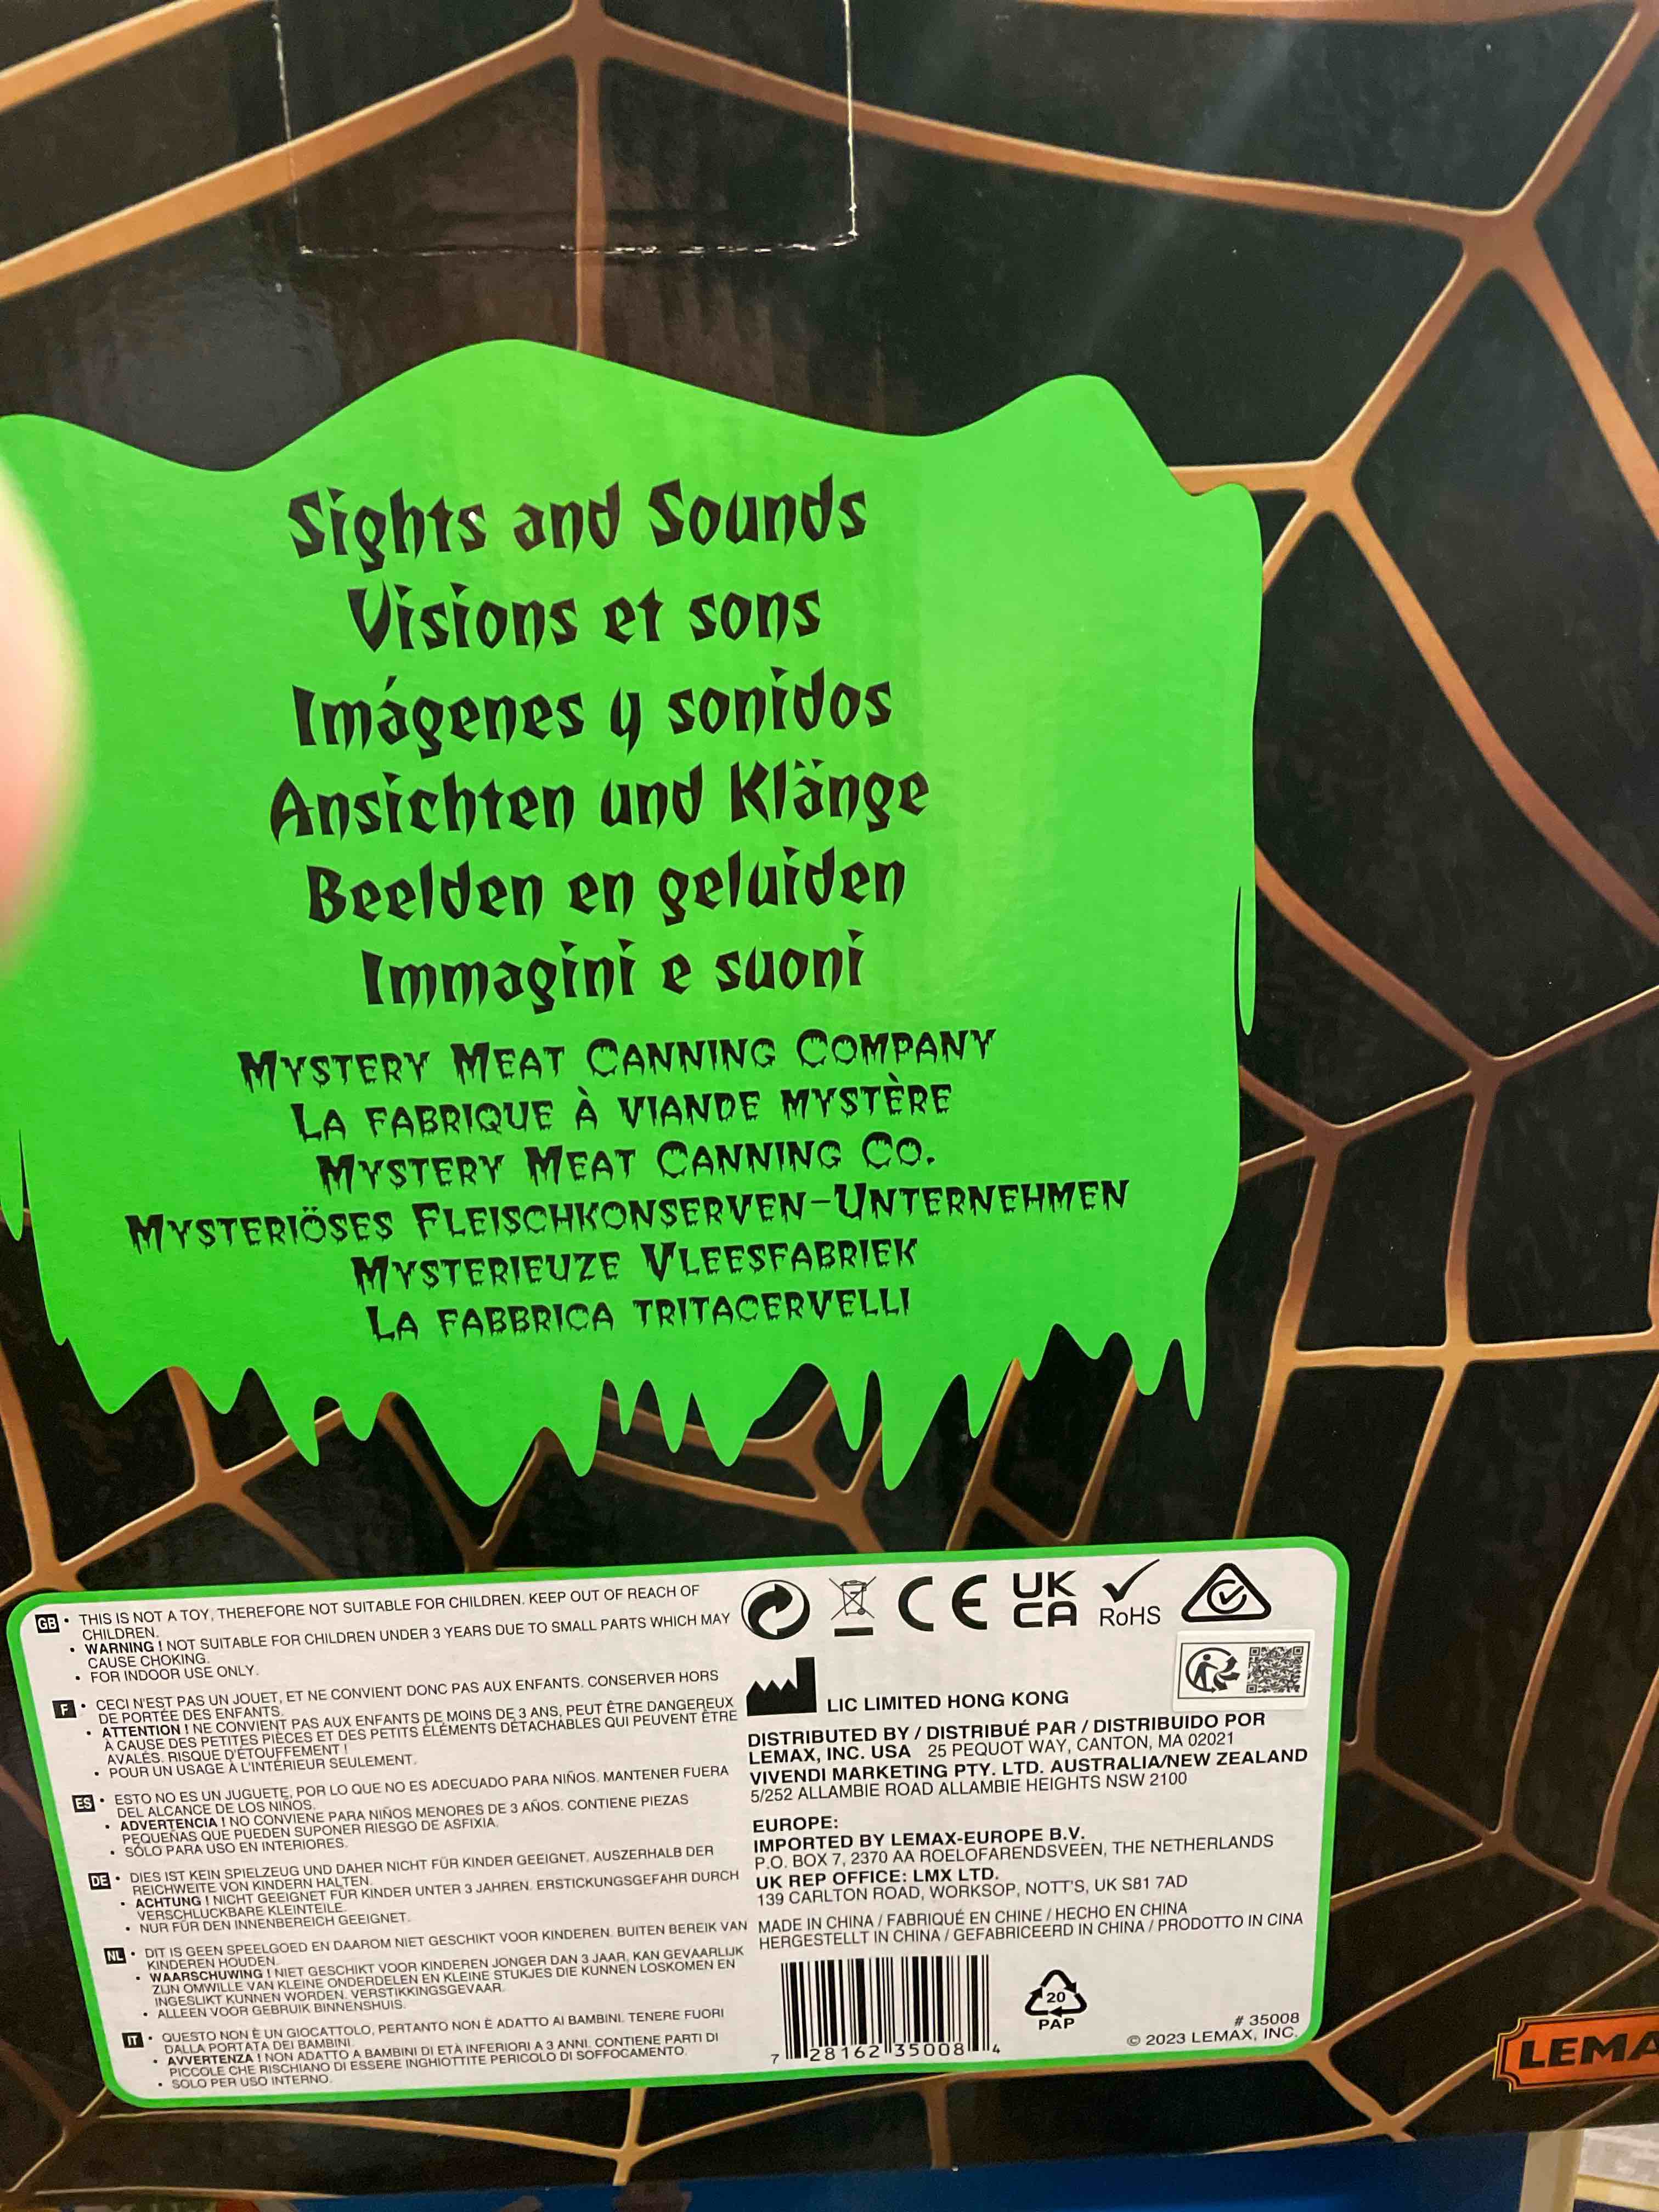 Sights and Sounds
Visions et sons
Imágenes y sonidos
Ansichten und Klänge
Beelden en geluiden
Immagini e suoni
MYSTERY MEAT CANNING COMPANY
LA FABRIQUE À VIANDE MYSTÈRE
MYSTERY MEAT CANNING CO.
MYSTERIÖSES FLEISCHKONSERVEN-UNTERNEHMEN
MYSTERIEUZE VLEESFABRIEK
LA FABBRICA TRITACERVELLI
GB • THIS IS NOT A TOY, THEREFORE NOT SUITABLE FOR CHILDREN. KEEP OUT OF REACH OF
CHILDREN.
• WARNING ! NOT SUITABLE FOR CHILDREN UNDER 3 YEARS DUE TO SMALL PARTS WHICH MAY
CAUSE CHOKING.
• FOR INDOOR USE ONLY.
F • CECI N'EST PAS UN JOUET, ET NE CONVIENT DONC PAS AUX ENFANTS. CONSERVER HORS
DE PORTÉE DES ENFANTS.
• ATTENTION ! NE CONVIENT PAS AUX ENFANTS DE MOINS DE 3 ANS, PEUT ÊTRE DANGEREUX
À CAUSE DES PETITES PIÈCES ET DES PETITS ÉLÉMENTS DÉTACHABLES QUI PEUVENT ÊTRE
AVALÉS. RISQUE D'ÉTOUFFEMENT !
• POUR UN USAGE À L'INTÉRIEUR SEULEMENT.
ES • ESTO NO ES UN JUGUETE, POR LO QUE NO ES ADECUADO PARA NIÑOS. MANTENER FUERA
DEL ALCANCE DE LOS NIÑOS.
• ADVERTENCIA ! NO CONVIENE PARA NIÑOS MENORES DE 3 AÑOS. CONTIENE PIEZAS
PEQUEÑAS QUE PUEDEN SUPONER RIESGO DE ASFIXIA.
• SÓLO PARA USO EN INTERIORES.
DE • DIES IST KEIN SPIELZEUG UND DAHER NICHT FÜR KINDER GEEIGNET. AUSZERHALB DER
REICHWEITE VON KINDERN HALTEN.
• ACHTUNG ! NICHT GEEIGNET FÜR KINDER UNTER 3 JAHREN. ERSTICKUNGSGEFAHR DURCH
VERSCHLUCKBARE KLEINTEILE.
• NUR FÜR DEN INNENBEREICH GEEIGNET.
NL • DIT IS GEEN SPEELGOED EN DAAROM NIET GESCHIKT VOOR KINDEREN. BUITEN BEREIK VAN
KINDEREN HOUDEN.
• WAARSCHUWING ! NIET GESCHIKT VOOR KINDEREN JONGER DAN 3 JAAR, KAN GEVAARLIJK
ZIJN OMWILLE VAN KLEINE ONDERDELEN EN KLEINE STUKJES DIE KUNNEN LOSKOMEN EN
INGESLIKT KUNNEN WORDEN. VERSTIKKINGSGEVAAR.
• ALLEEN VOOR GEBRUIK BINNENSHUIS.
IT • QUESTO NON È UN GIOCATTOLO, PERTANTO NON È ADATTO AI BAMBINI. TENERE FUORI
DALLA PORTATA DEI BAMBINI.
• AVVERTENZA ! NON ADATTO A BAMBINI DI ETÀ INFERIORI A 3 ANNI. CONTIENE PARTI DI
PICCOLE CHE RISCHIANO DI ESSERE INGHIOTTITE PERICOLO DI SOFFOCAMENTO.
• SOLO PER USO INTERNO.
CE UK CA RoHS
LIC LIMITED HONG KONG
DISTRIBUTED BY / DISTRIBUÉ PAR / DISTRIBUIDO POR
LEMAX, INC. USA 25 PEQUOT WAY, CANTON, MA 02021
VIVENDI MARKETING PTY. LTD. AUSTRALIA/NEW ZEALAND
5/252 ALLAMBIE ROAD ALLAMBIE HEIGHTS NSW 2100
EUROPE:
IMPORTED BY LEMAX-EUROPE B.V.
P.O. BOX 7, 2370 AA ROELOFARENDSVEEN, THE NETHERLANDS
UK REP OFFICE: LMX LTD.
139 CARLTON ROAD, WORKSOP, NOTT'S, UK S81 7AD
MADE IN CHINA / FABRIQUÉ EN CHINE / HECHO EN CHINA
HERGESTELLT IN CHINA / GEFABRICEERD IN CHINA / PRODOTTO IN CINA
7 28162 35008 4
20
PAP
# 35008
© 2023 LEMAX, INC.
LEMA